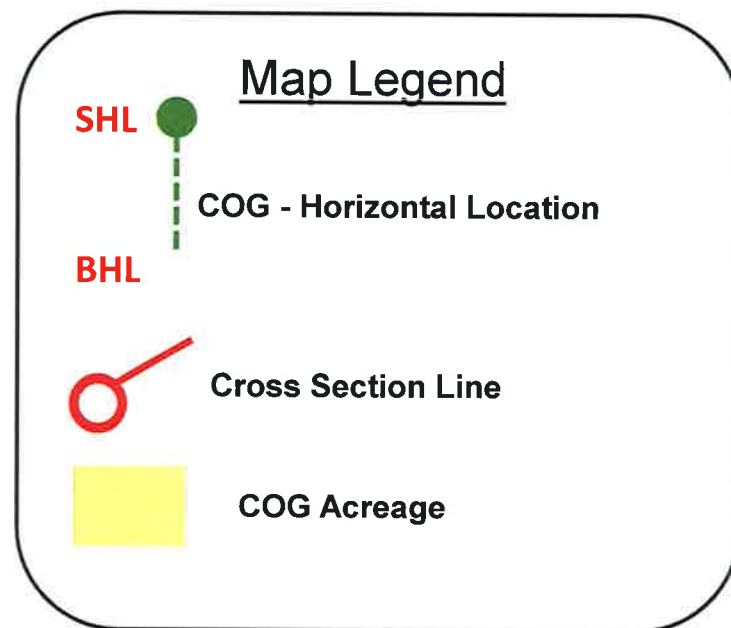 Map Legend
SHL
COG - Horizontal Location
BHL
Cross Section Line
COG Acreage